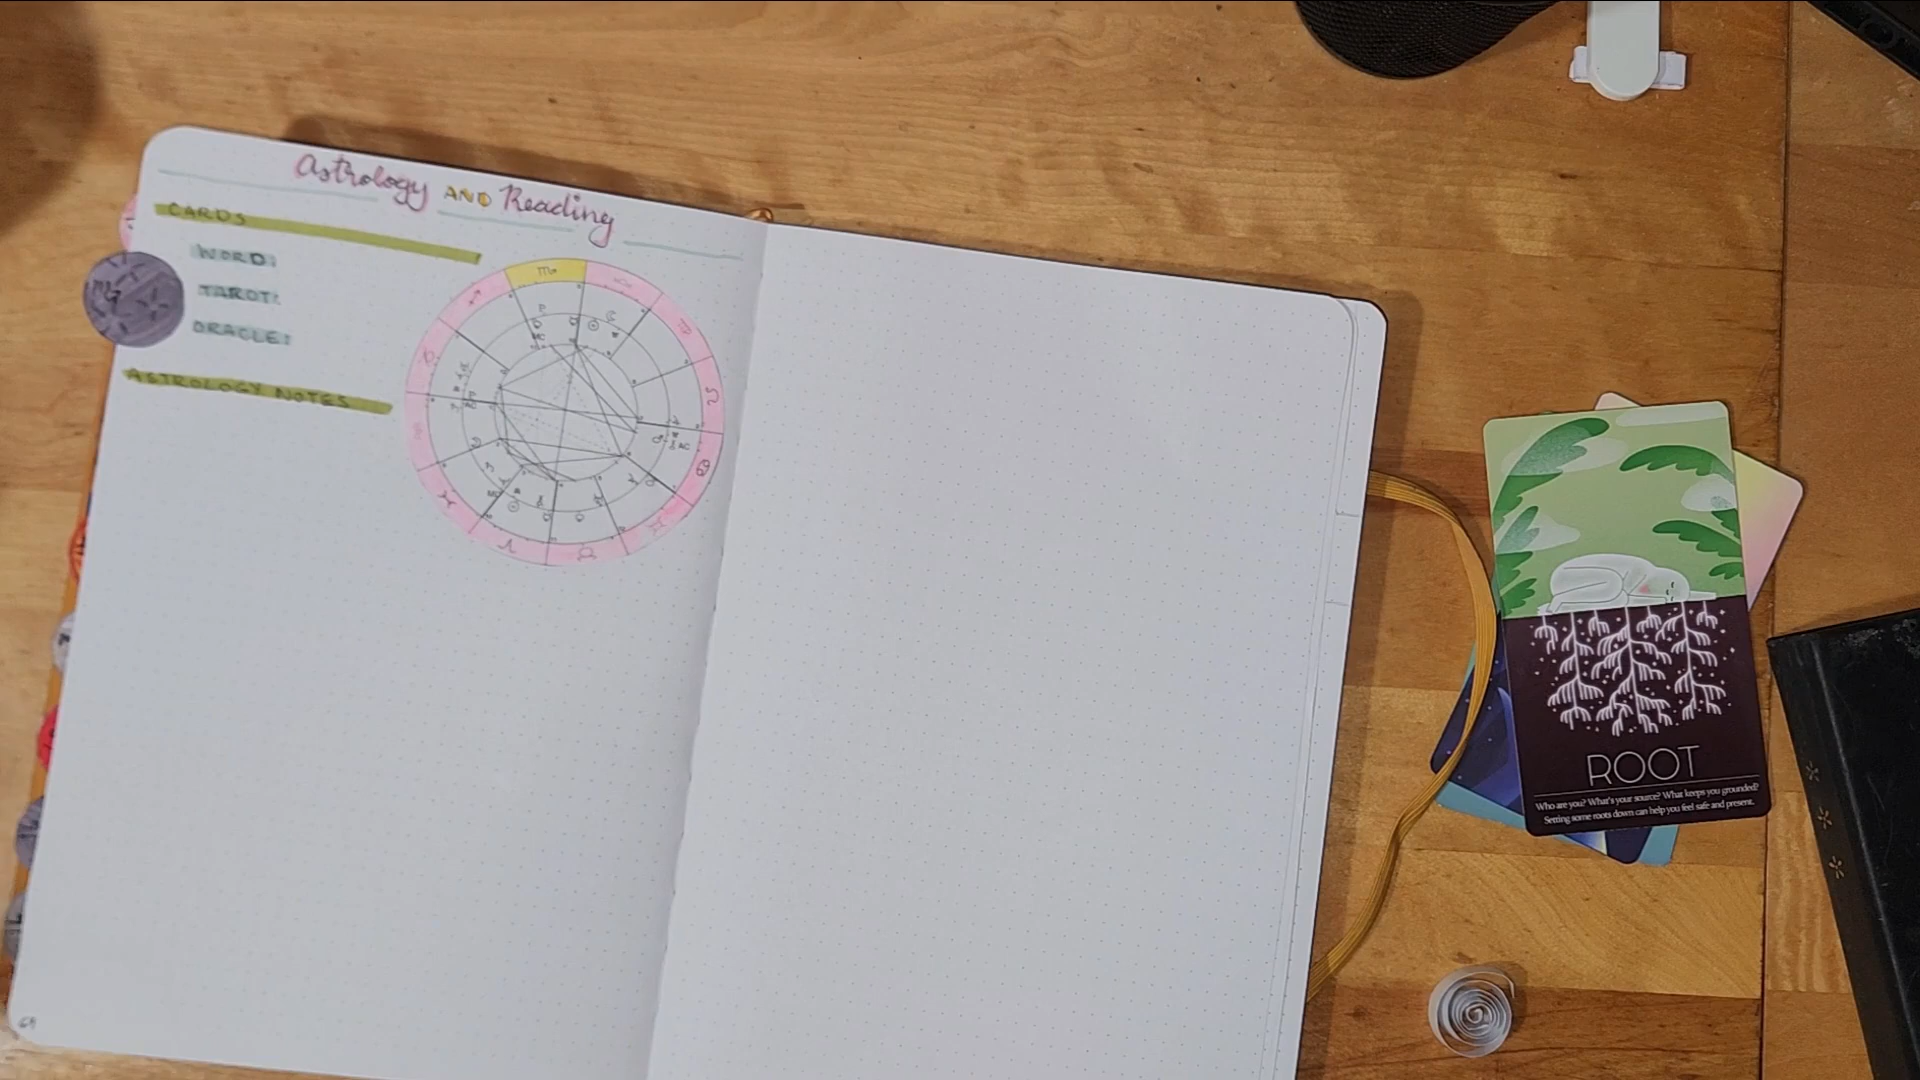 Astrology AND Reading
CARDS
WORD:
TAROT:
ORACLE:
ASTROLOGY NOTES
ROOT
Who are you? What's your source? What keeps you grounded?
Setting some roots down can help you feel safe and present.